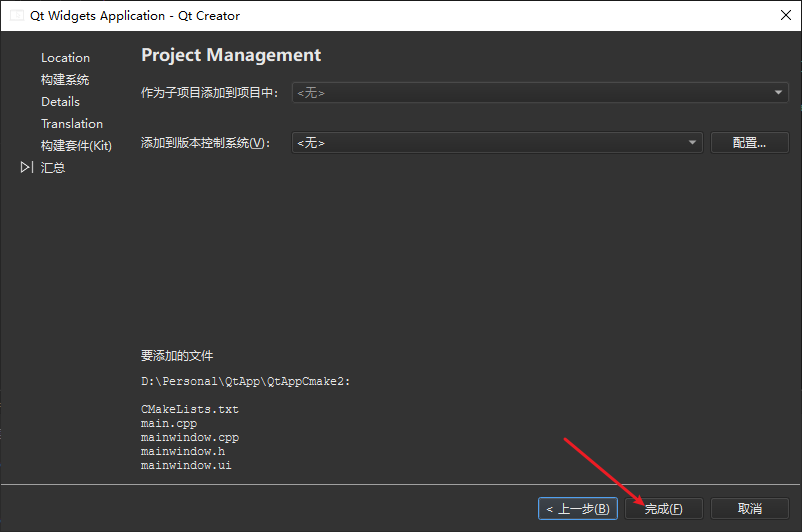 Qt Widgets Application - Qt Creator
Location
构建系统
Details
Translation
构建套件(Kit)
汇总
Project Management
作为子项目添加到项目中:
<无>
添加到版本控制系统(V):
<无>
配置...
要添加的文件
D:\Personal\QtApp\QtAppCmake2:
CMakeLists.txt
main.cpp
mainwindow.cpp
mainwindow.h
mainwindow.ui
< 上一步(B)
完成(F)
取消